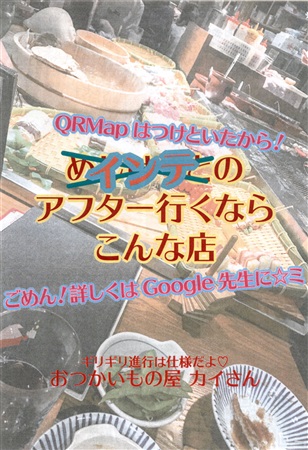 QRMapはつけといたから！
インテの
アフター行くなら
こんな店
ごめん！詳しくはGoogle先生に☆ミ
ギリギリ進行は仕様だよ♡
おつかいもの屋 カイさん